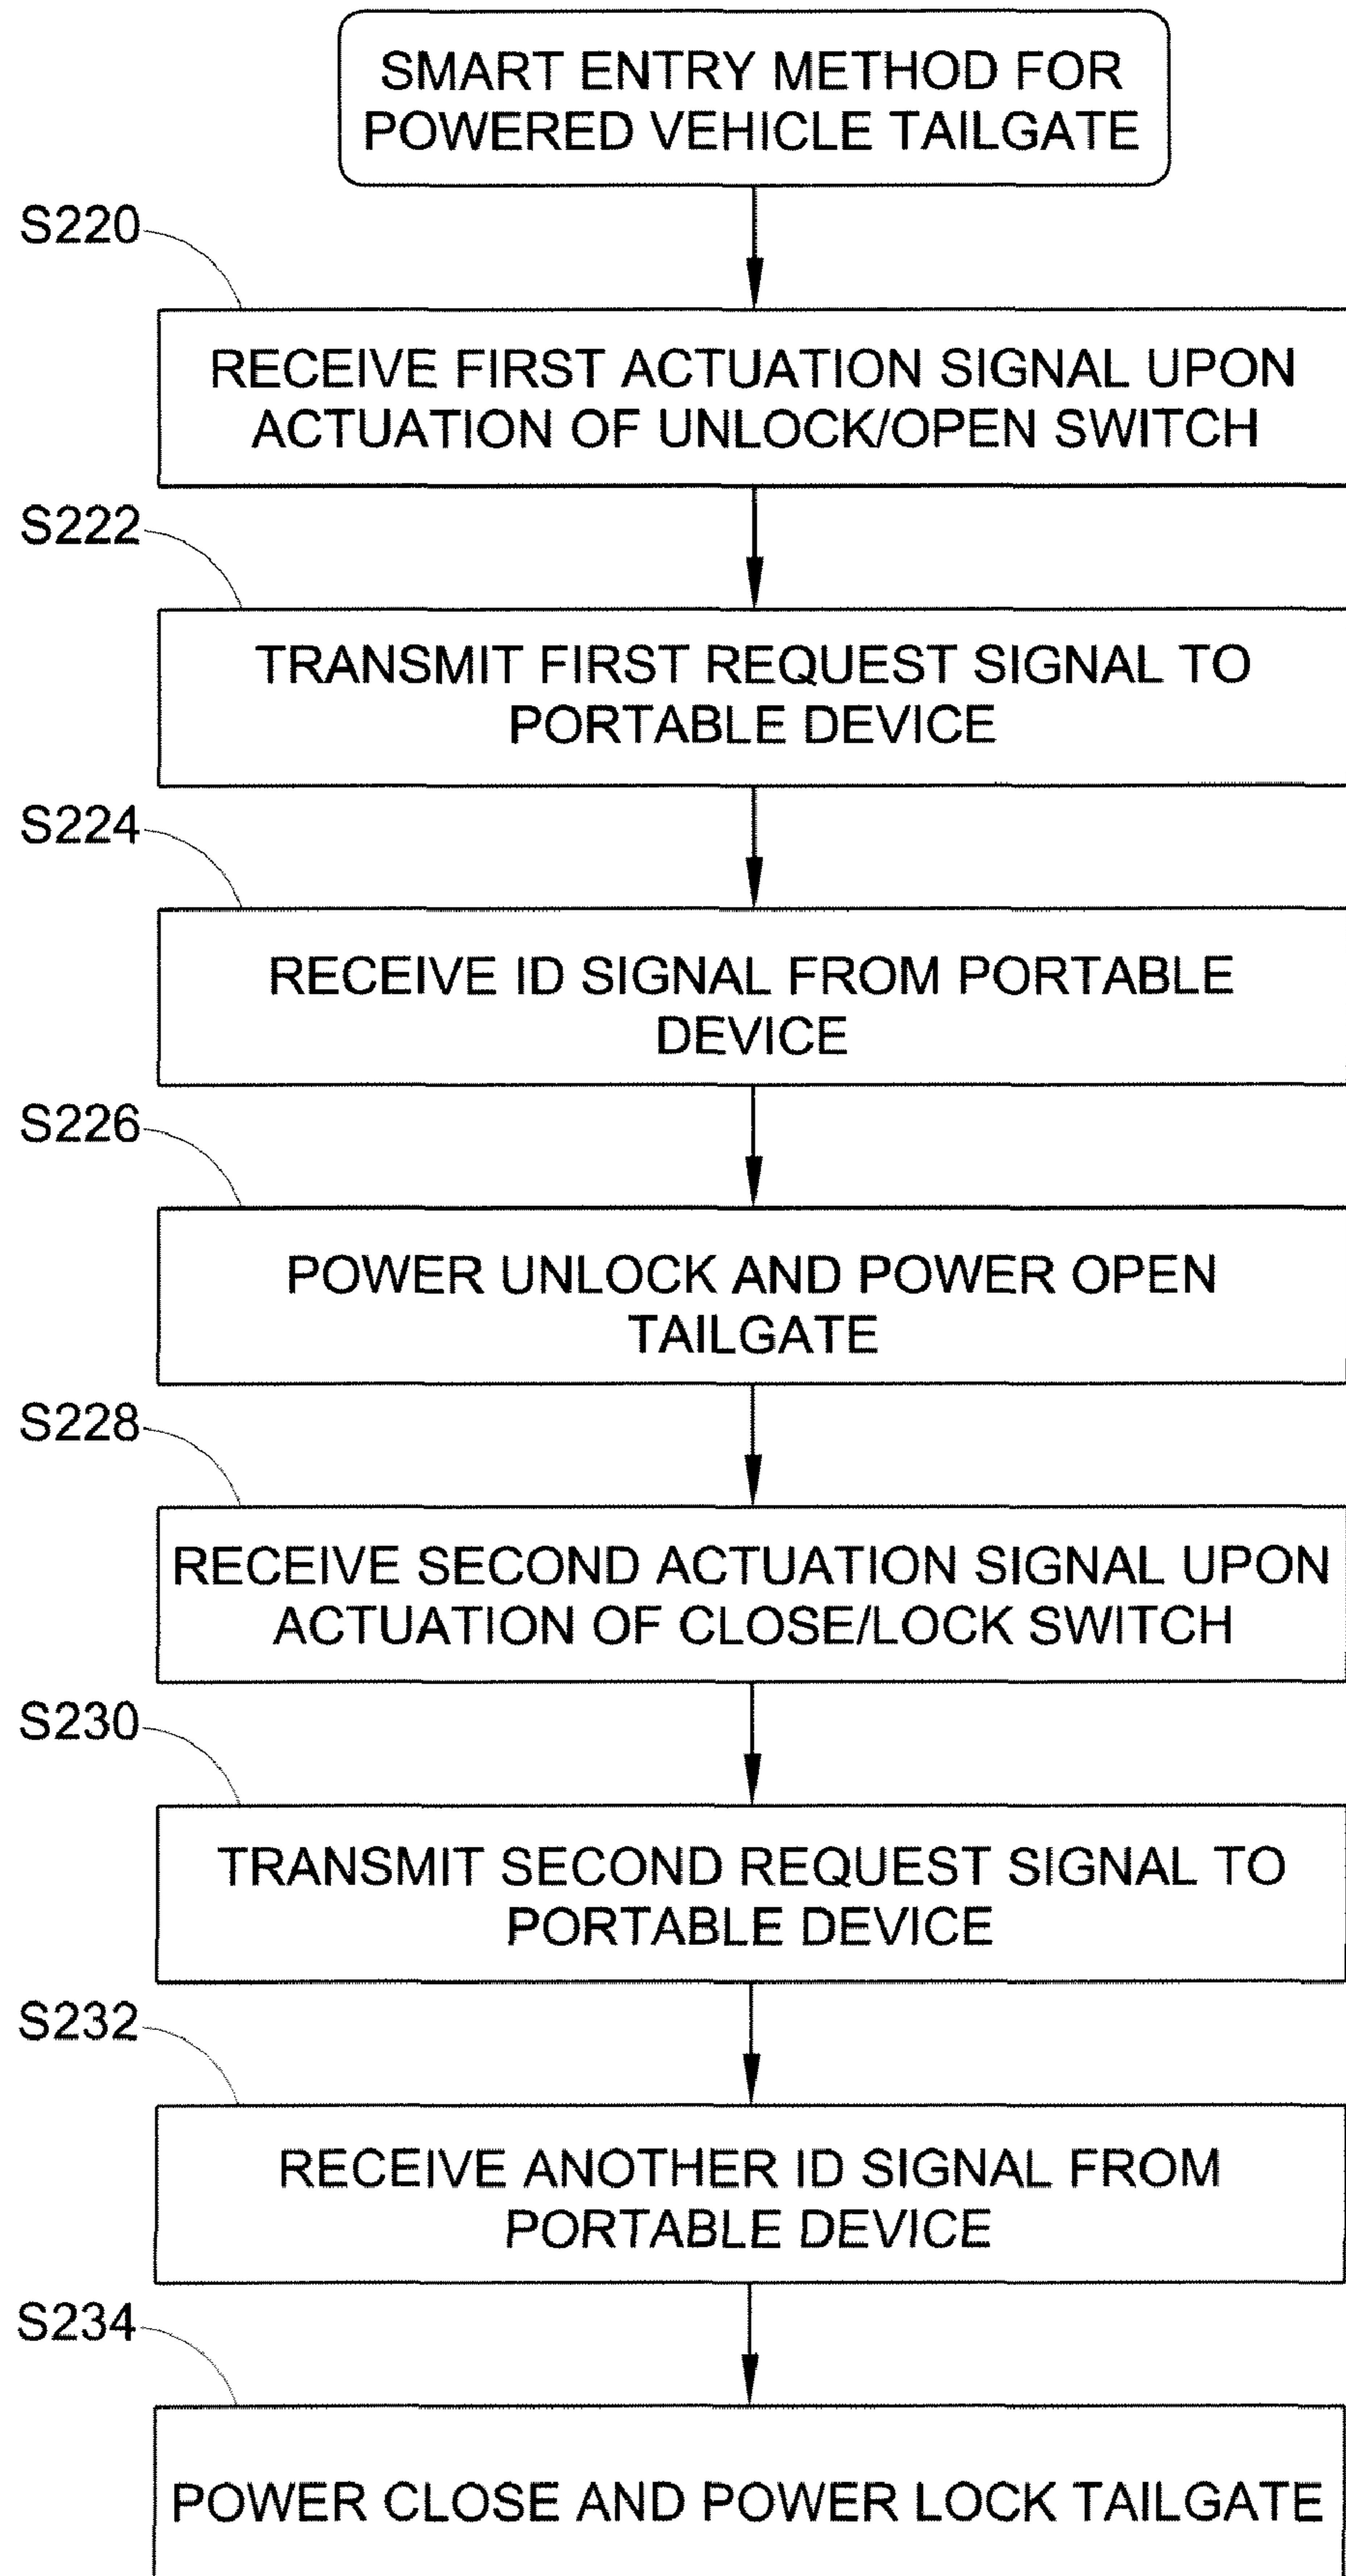 SMART ENTRY METHOD FOR
POWERED VEHICLE TAILGATE
S220
RECEIVE FIRST ACTUATION SIGNAL UPON
ACTUATION OF UNLOCK/OPEN SWITCH
S222
TRANSMIT FIRST REQUEST SIGNAL TO
PORTABLE DEVICE
S224
RECEIVE ID SIGNAL FROM PORTABLE
DEVICE
S226
POWER UNLOCK AND POWER OPEN
TAILGATE
S228
RECEIVE SECOND ACTUATION SIGNAL UPON
ACTUATION OF CLOSE/LOCK SWITCH
S230
TRANSMIT SECOND REQUEST SIGNAL TO
PORTABLE DEVICE
S232
RECEIVE ANOTHER ID SIGNAL FROM
PORTABLE DEVICE
S234
POWER CLOSE AND POWER LOCK TAILGATE